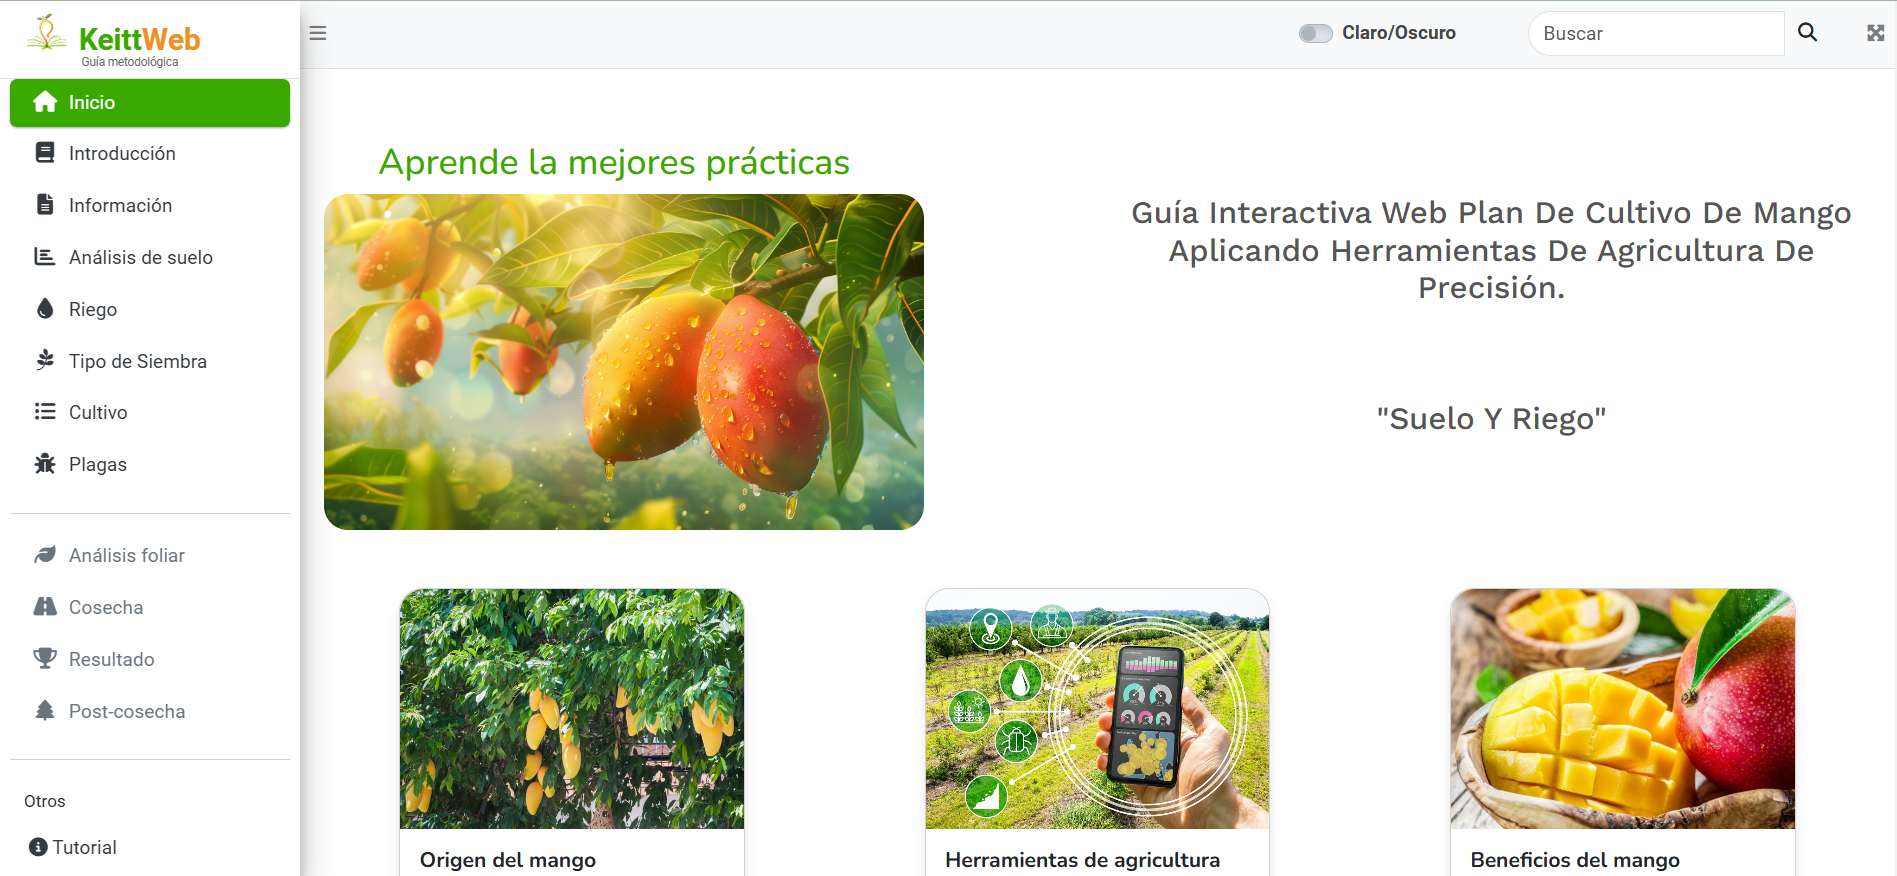 KeittWeb
Guía metodológica
Claro/Oscuro
Buscar
Inicio
Introducción
Información
Análisis de suelo
Riego
Tipo de Siembra
Cultivo
Plagas
Análisis foliar
Cosecha
Resultado
Post-cosecha
Otros
Tutorial
Aprende la mejores prácticas
Guía Interactiva Web Plan De Cultivo De Mango
Aplicando Herramientas De Agricultura De
Precisión.
"Suelo Y Riego"
Origen del mango
Herramientas de agricultura
Beneficios del mango